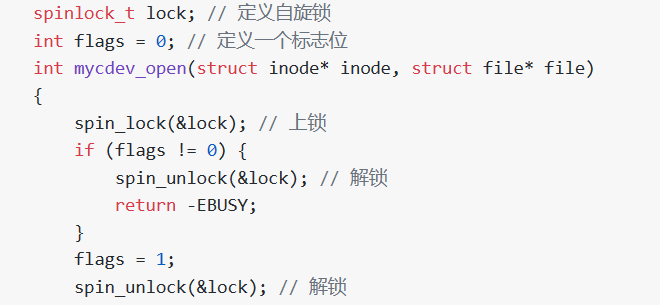 spinlock_t lock; // 定义自旋锁
int flags = 0; // 定义一个标志位
int mycdev_open(struct inode* inode, struct file* file)
{
    spin_lock(&lock); // 上锁
    if (flags != 0) {
        spin_unlock(&lock); // 解锁
        return -EBUSY;
    }
    flags = 1;
    spin_unlock(&lock); // 解锁